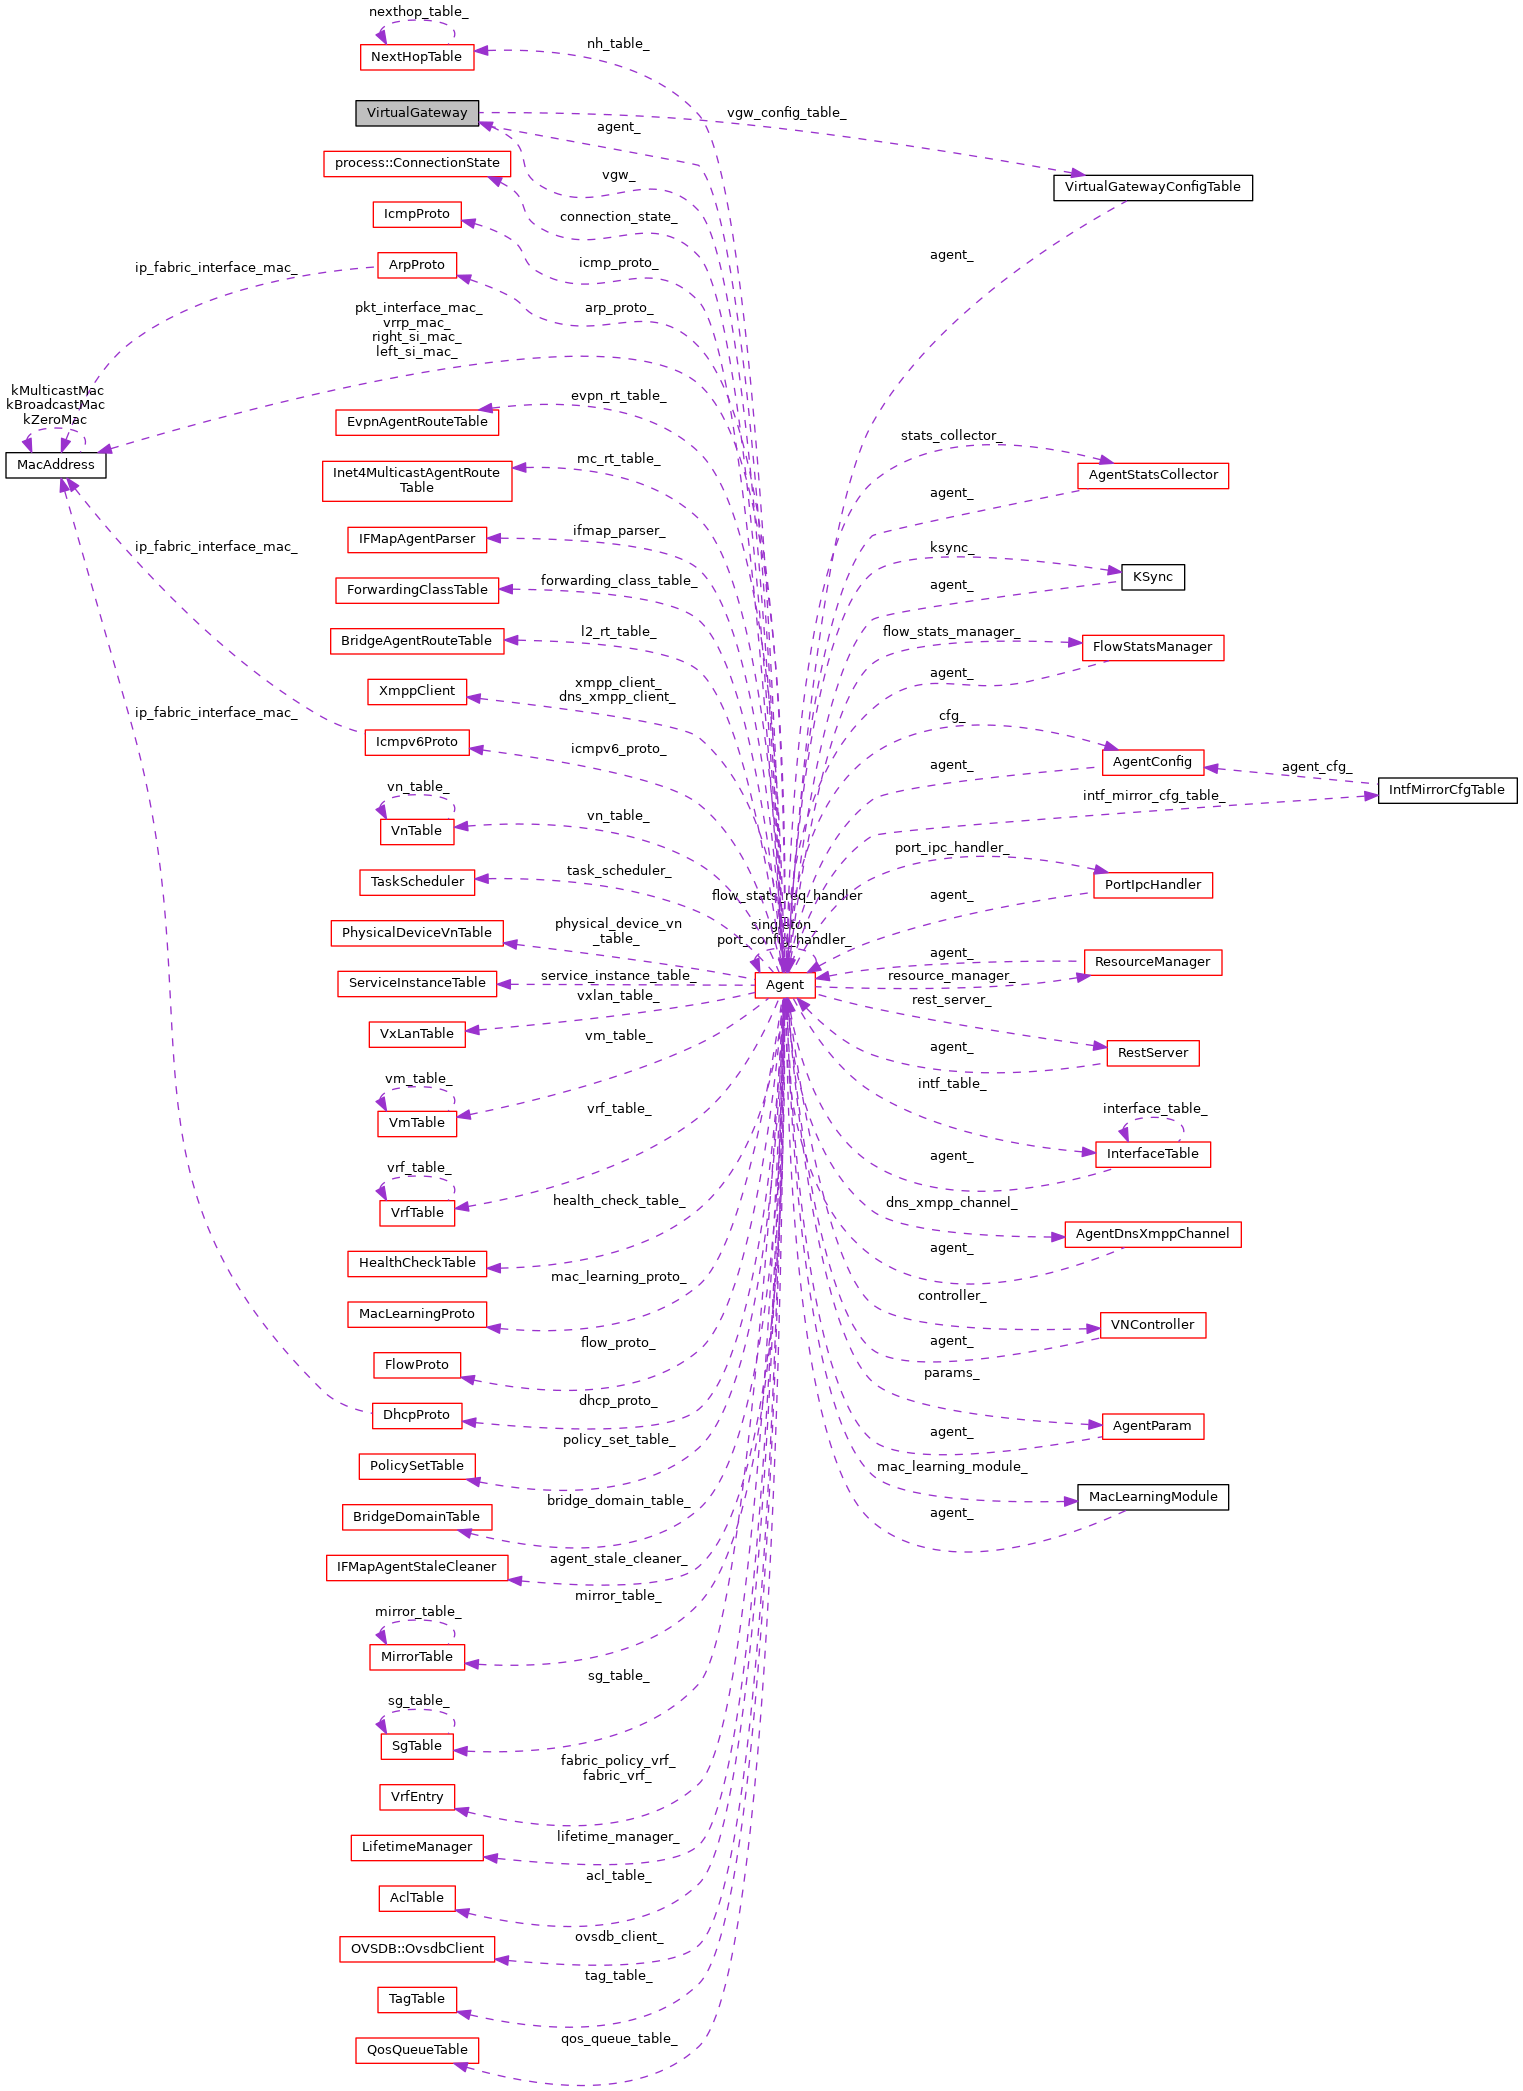 nexthop_table_
NextHopTable
nh_table_
VirtualGateway
vgw_config_table_
agent_
process::ConnectionState
vgw_
VirtualGatewayConfigTable
IcmpProto
connection_state_
agent_
ArpProto
ip_fabric_interface_mac_
icmp_proto_
pkt_interface_mac_
vrrp_mac_
right_si_mac_
left_si_mac_
arp_proto_
kMulticastMac
kBroadcastMac
kZeroMac
MacAddress
evpn_rt_table_
EvpnAgentRouteTable
stats_collector_
mc_rt_table_
Inet4MulticastAgentRoute
Table
AgentStatsCollector
agent_
ifmap_parser_
IFMapAgentParser
ip_fabric_interface_mac_
ksync_
KSync
forwarding_class_table_
ForwardingClassTable
agent_
l2_rt_table_
BridgeAgentRouteTable
flow_stats_manager_
FlowStatsManager
agent_
xmpp_client_
dns_xmpp_client_
XmppClient
ip_fabric_interface_mac_
cfg_
Icmpv6Proto
icmpv6_proto_
agent_
AgentConfig
agent_cfg_
IntfMirrorCfgTable
vn_table_
VnTable
vn_table_
intf_mirror_cfg_table_
port_ipc_handler_
TaskScheduler
task_scheduler_
PortIpcHandler
agent_
flow_stats_req_handler
_
singleton_
port_config_handler_
PhysicalDeviceVnTable
physical_device_vn
_table_
agent_
ResourceManager
resource_manager_
Agent
ServiceInstanceTable
service_instance_table_
vxlan_table_
rest_server_
VxLanTable
vm_table_
RestServer
agent_
vm_table_
VmTable
intf_table_
vrf_table_
interface_table_
InterfaceTable
agent_
vrf_table_
VrfTable
health_check_table_
dns_xmpp_channel_
AgentDnsXmppChannel
agent_
HealthCheckTable
mac_learning_proto_
controller_
MacLearningProto
VNController
flow_proto_
agent_
FlowProto
params_
dhcp_proto_
DhcpProto
AgentParam
agent_
policy_set_table_
PolicySetTable
mac_learning_module_
MacLearningModule
bridge_domain_table_
agent_
BridgeDomainTable
agent_stale_cleaner_
IFMapAgentStaleCleaner
mirror_table_
mirror_table_
MirrorTable
sg_table_
sg_table_
SgTable
fabric_policy_vrf_
fabric_vrf_
VrfEntry
lifetime_manager_
LifetimeManager
acl_table_
AclTable
ovsdb_client_
OVSDB::OvsdbClient
tag_table_
TagTable
qos_queue_table_
QosQueueTable